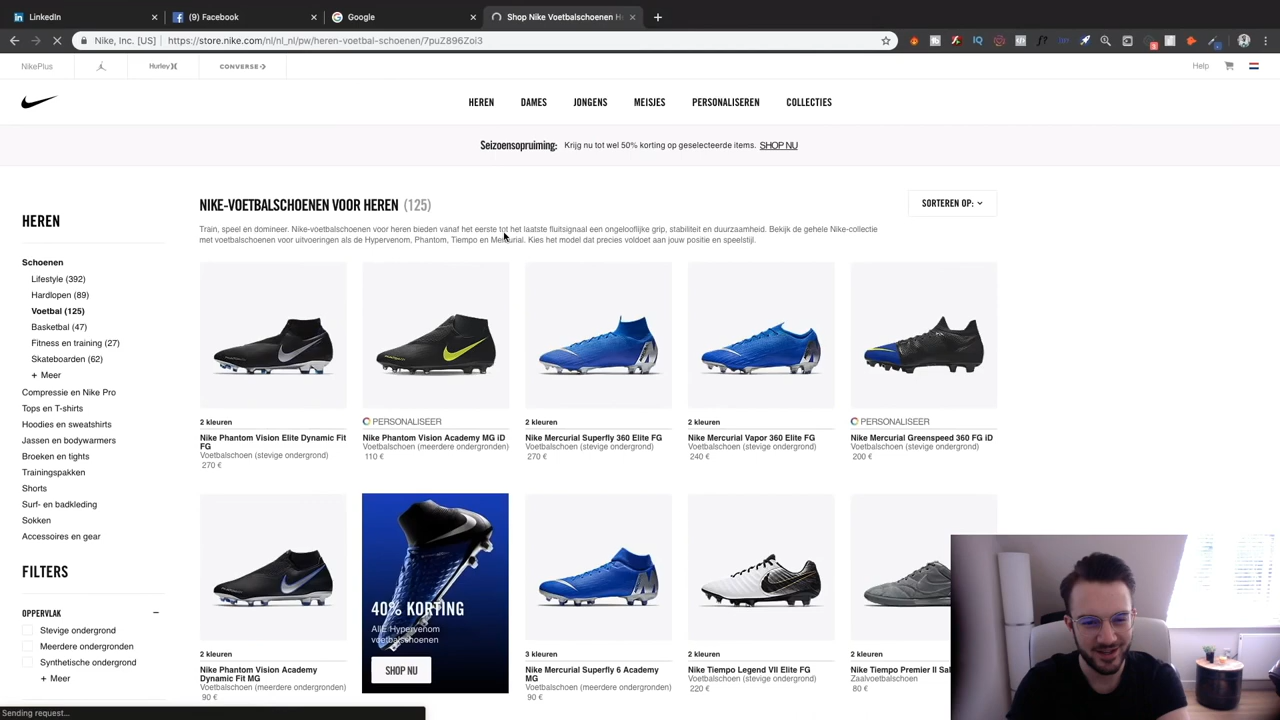 LinkedIn
(9) Facebook
Google
Shop Nike Voetbalschoenen He
Nike, Inc. [US]
https://store.nike.com/nl/nl_nl/pw/heren-voetbal-schoenen/7puZ896Zoi3
NikePlus
Hurley
CONVERSE
Help
HEREN
DAMES
JONGENS
MEISJES
PERSONALISEREN
COLLECTIES
Seizoensopruiming: Krijg nu tot wel 50% korting op geselecteerde items. SHOP NU
HEREN
Schoenen
Lifestyle (392)
Hardlopen (89)
Voetbal (125)
Basketbal (47)
Fitness en training (27)
Skateboarden (62)
+ Meer
Compressie en Nike Pro
Tops en T-shirts
Hoodies en sweatshirts
Jassen en bodywarmers
Broeken en tights
Trainingspakken
Shorts
Surf- en badkleding
Sokken
Accessoires en gear
FILTERS
OPPERVLAK
Stevige ondergrond
Meerdere ondergronden
Synthetische ondergrond
+ Meer
NIKE-VOETBALSCHOENEN VOOR HEREN (125)
SORTEREN OP:
Train, speel en domineer. Nike-voetbalschoenen voor heren bieden vanaf het eerste tot het laatste fluitsignaal een ongelooflijke grip, stabiliteit en duurzaamheid. Bekijk de gehele Nike-collectie
met voetbalschoenen voor uitvoeringen als de Hypervenom, Phantom, Tiempo en Mercurial. Kies het model dat precies voldoet aan jouw positie en speelstijl.
2 kleuren
Nike Phantom Vision Elite Dynamic Fit
FG
Voetbalschoen (stevige ondergrond)
270 €
PERSONALISEER
Nike Phantom Vision Academy MG iD
Voetbalschoen (meerdere ondergronden)
110 €
2 kleuren
Nike Mercurial Superfly 360 Elite FG
Voetbalschoen (stevige ondergrond)
270 €
2 kleuren
Nike Mercurial Vapor 360 Elite FG
Voetbalschoen (stevige ondergrond)
240 €
PERSONALISEER
Nike Mercurial Greenspeed 360 FG iD
Voetbalschoen (stevige ondergrond)
200 €
2 kleuren
Nike Phantom Vision Academy
Dynamic Fit MG
Voetbalschoen (meerdere ondergronden)
90 €
40% KORTING
Alle Hypervenom
voetbalschoenen
SHOP NU
3 kleuren
Nike Mercurial Superfly 6 Academy
MG
Voetbalschoen (meerdere ondergronden)
90 €
2 kleuren
Nike Tiempo Legend VII Elite FG
Voetbalschoen (stevige ondergrond)
220 €
2 kleuren
Nike Tiempo Premier II Sal
Zaalvoetbalschoen
80 €
Sending request...